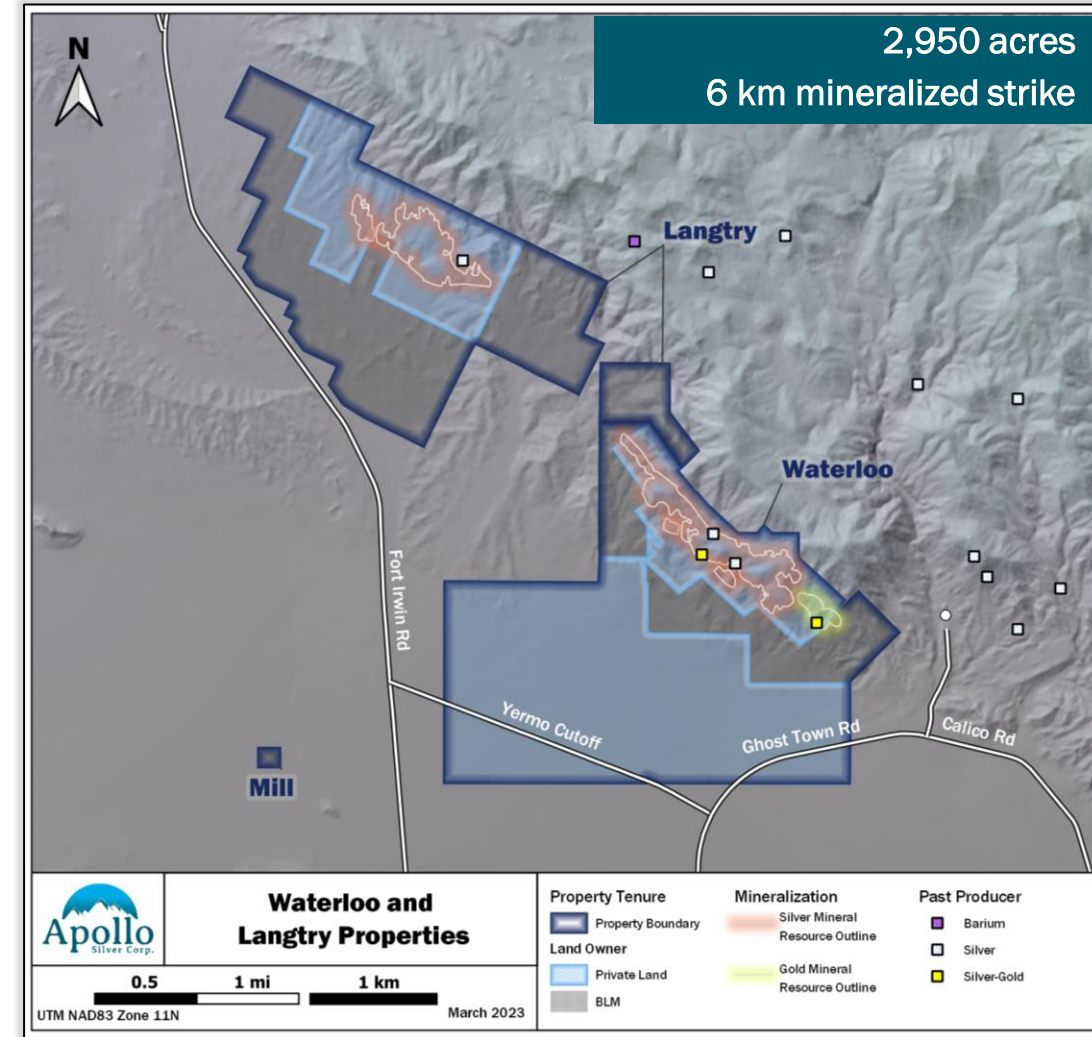 2,950 acres
6 km mineralized strike
N
Langtry
Waterloo
Fort Irwin Rd
Yermo Cutoff
Ghost Town Rd
Calico Rd
Mill
Apollo
Silver Corp.
Waterloo and
Langtry Properties
0.5 1 mi 1 km
UTM NAD83 Zone 11N
March 2023
Property Tenure
Property Boundary
Land Owner
Private Land
BLM
Mineralization
Silver Mineral
Resource Outline
Gold Mineral
Resource Outline
Past Producer
Barium
Silver
Silver-Gold